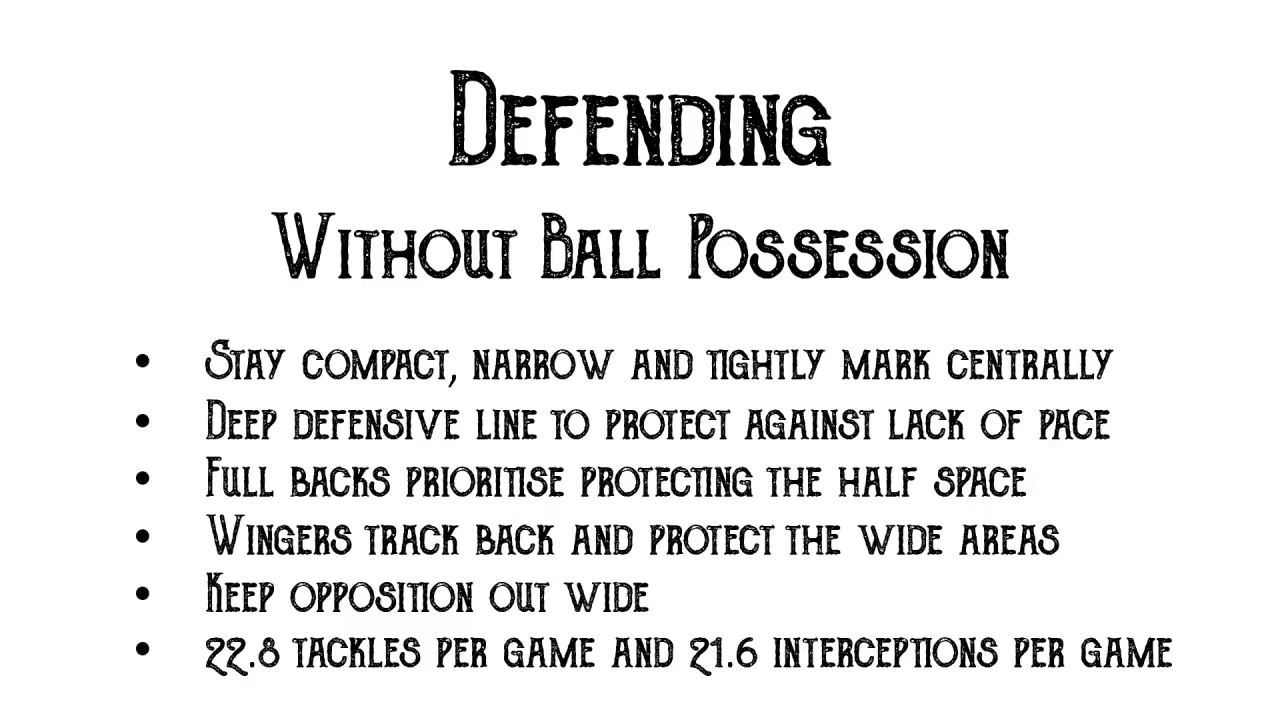 Defending
Without Ball Possession
• Stay compact, narrow and tightly mark centrally
• Deep defensive line to protect against lack of pace
• Full backs prioritise protecting the half space
• Wingers track back and protect the wide areas
• Keep opposition out wide
• 22.8 tackles per game and 21.6 interceptions per game